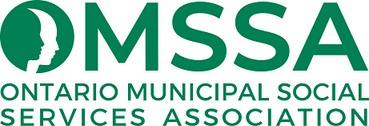 OMSSA
ONTARIO MUNICIPAL SOCIAL
SERVICES ASSOCIATION